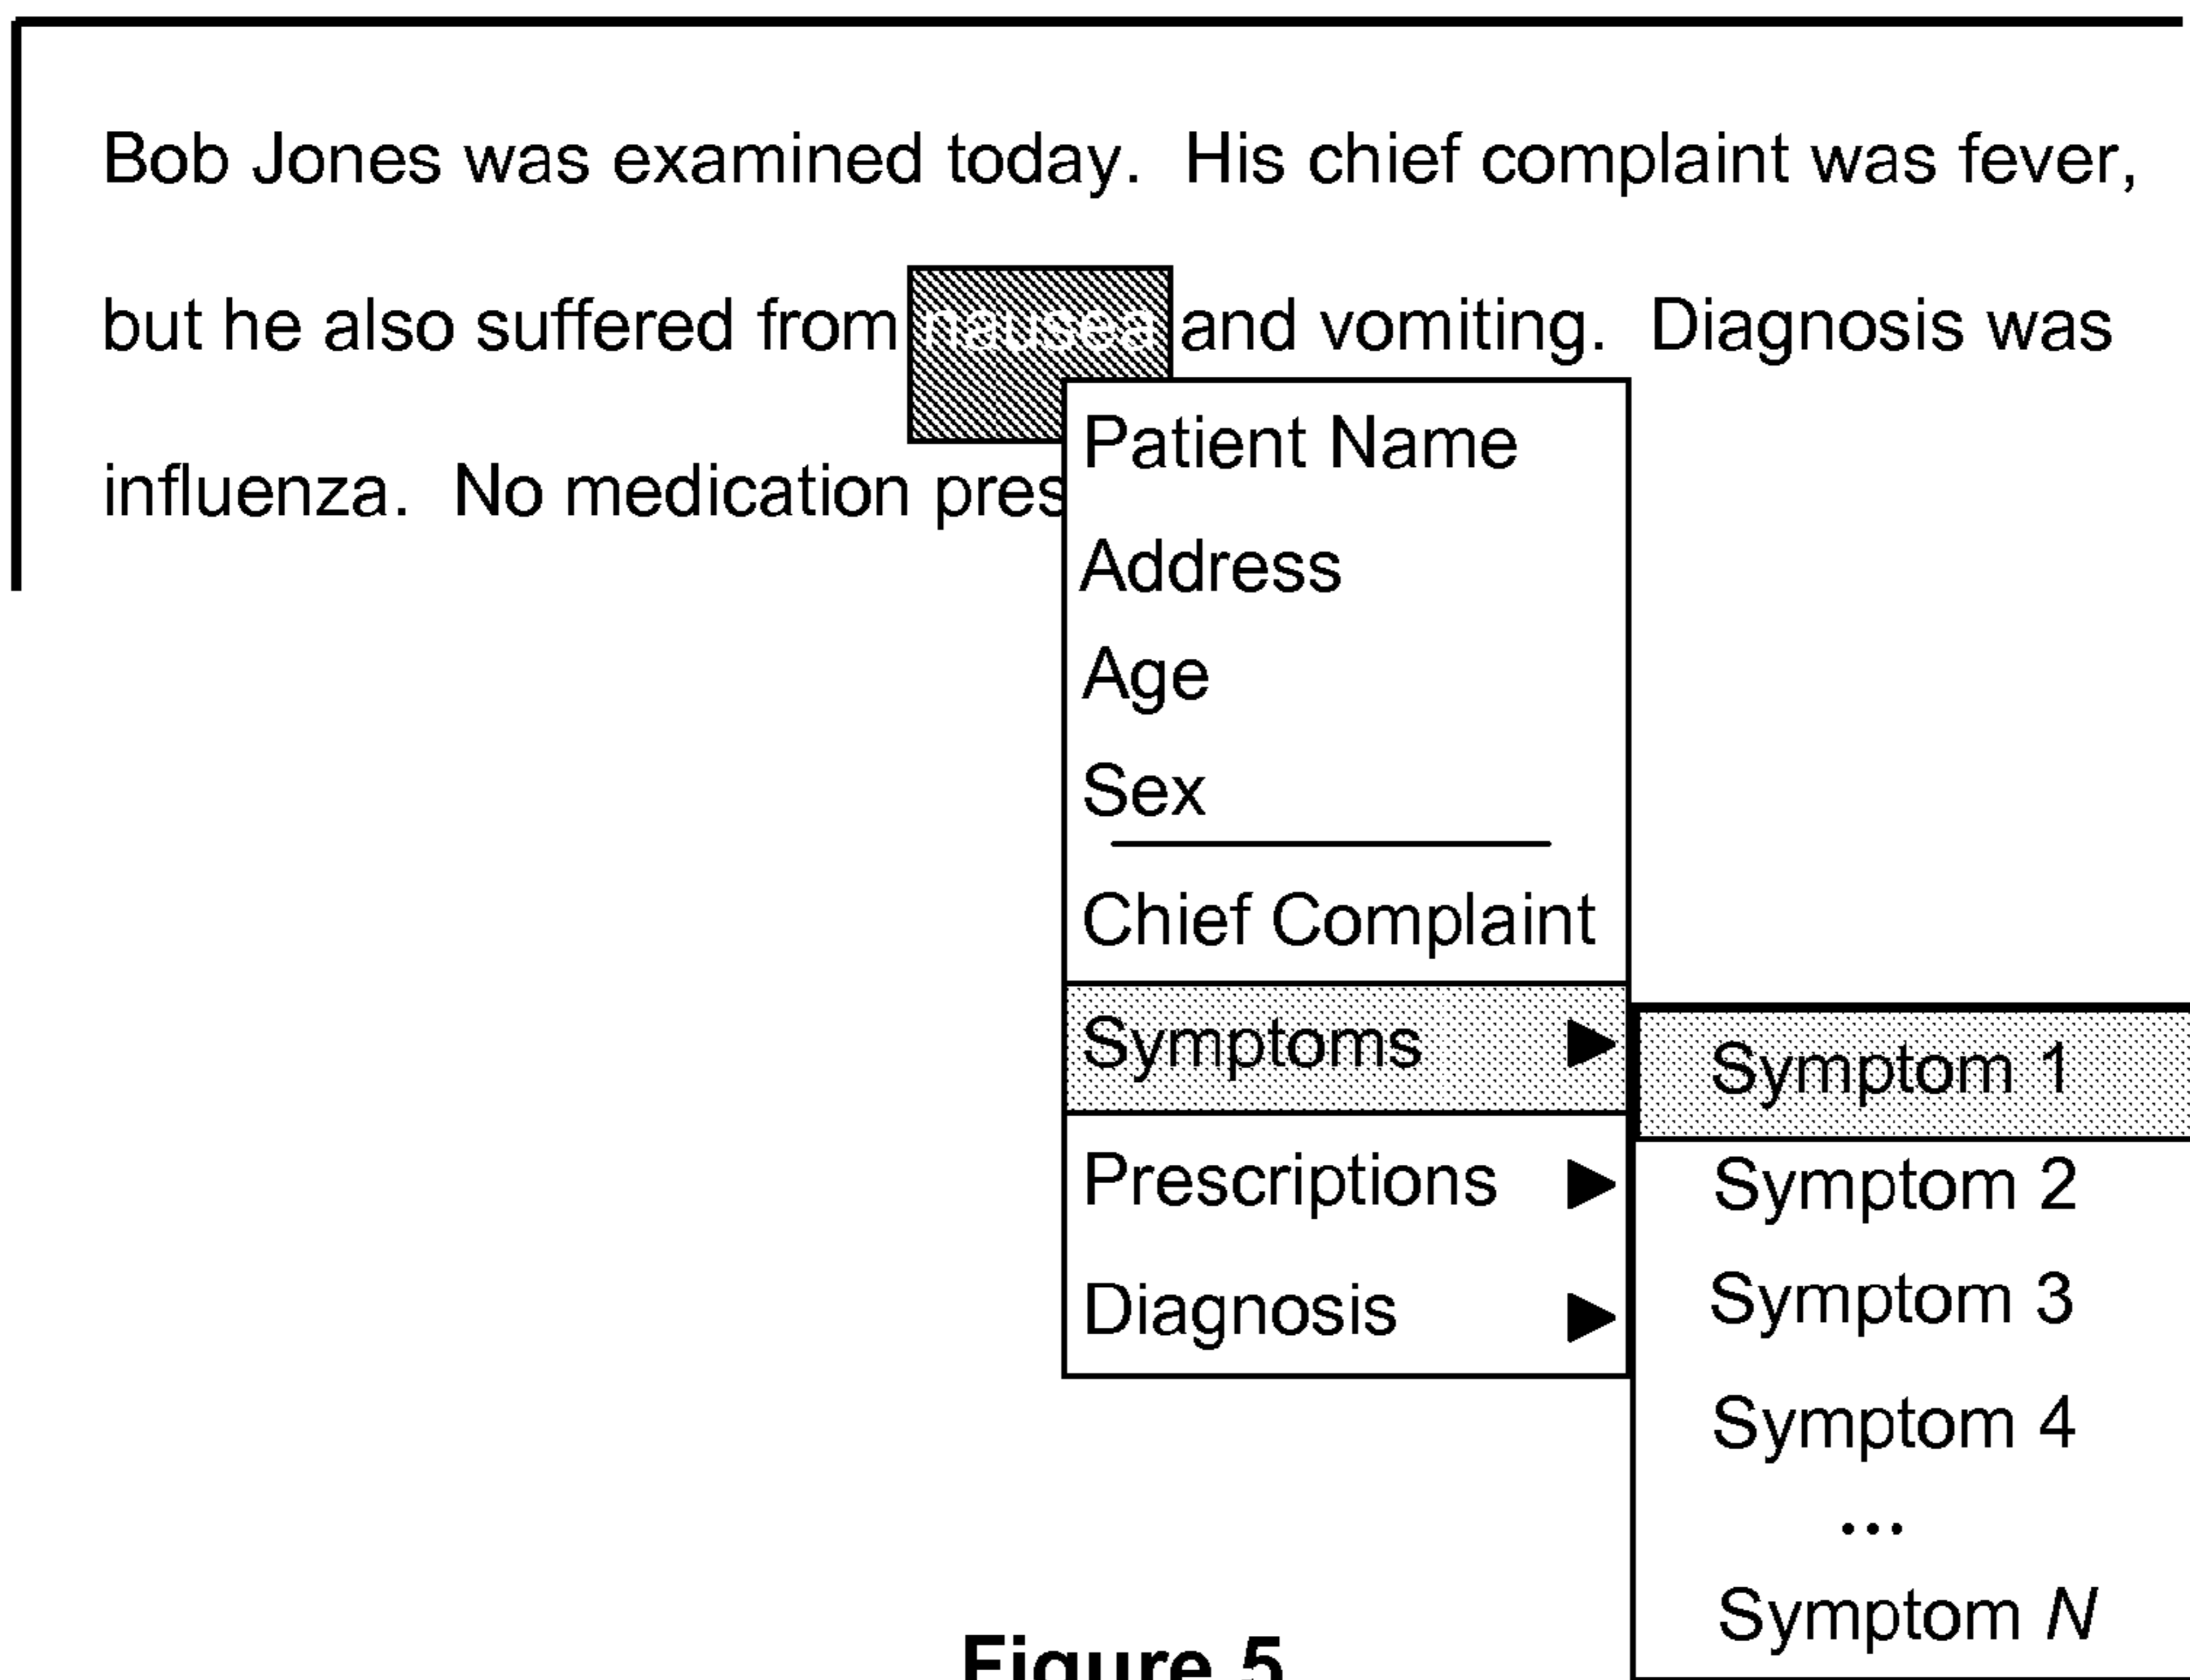 Bob Jones was examined today. His chief complaint was fever,
but he also suffered from nausea and vomiting. Diagnosis was
influenza. No medication pres
Patient Name
Address
Age
Sex
Chief Complaint
Symptoms
Prescriptions
Diagnosis
Symptom 1
Symptom 2
Symptom 3
Symptom 4
...
Symptom N
Figure 5